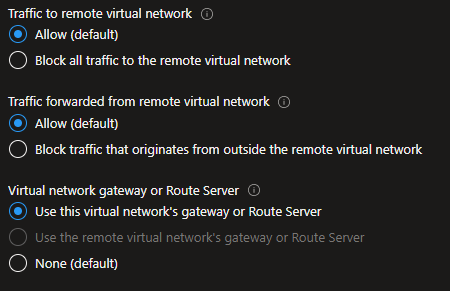 Traffic to remote virtual network
Allow (default)
Block all traffic to the remote virtual network
Traffic forwarded from remote virtual network
Allow (default)
Block traffic that originates from outside the remote virtual network
Virtual network gateway or Route Server
Use this virtual network's gateway or Route Server
Use the remote virtual network's gateway or Route Server
None (default)